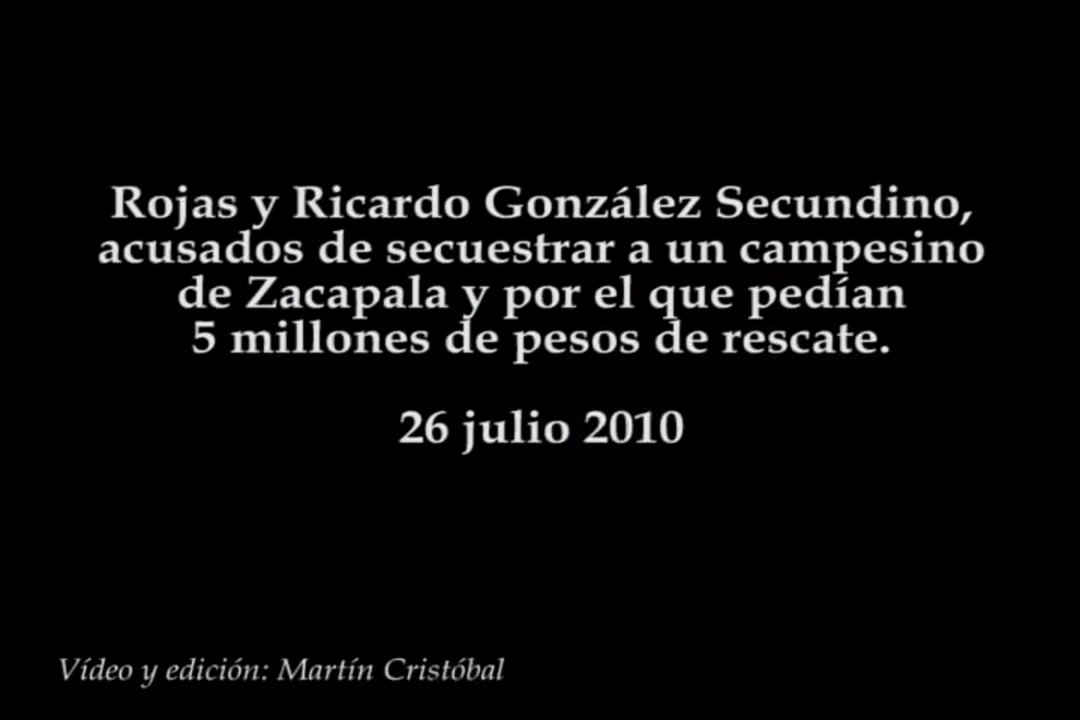 Rojas y Ricardo González Secundino,
acusados de secuestrar a un campesino
de Zacapala y por el que pedían
5 millones de pesos de rescate.
26 julio 2010
Vídeo y edición: Martín Cristóbal